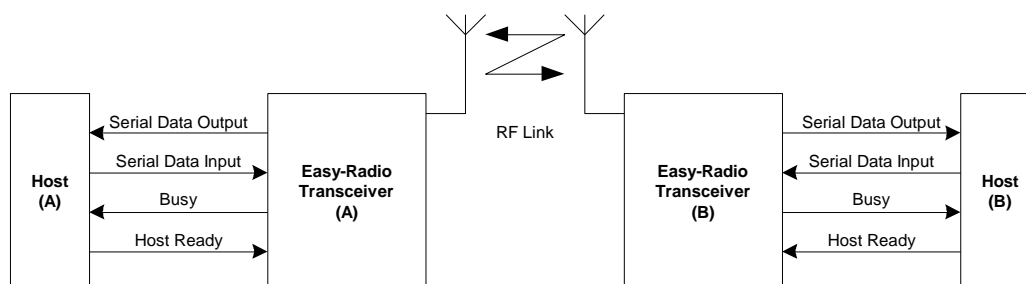 RF Link
Serial Data Output
Serial Data Input
Busy
Host Ready
Host
(A)
Easy-Radio
Transceiver
(A)
Easy-Radio
Transceiver
(B)
Serial Data Output
Serial Data Input
Busy
Host Ready
Host
(B)